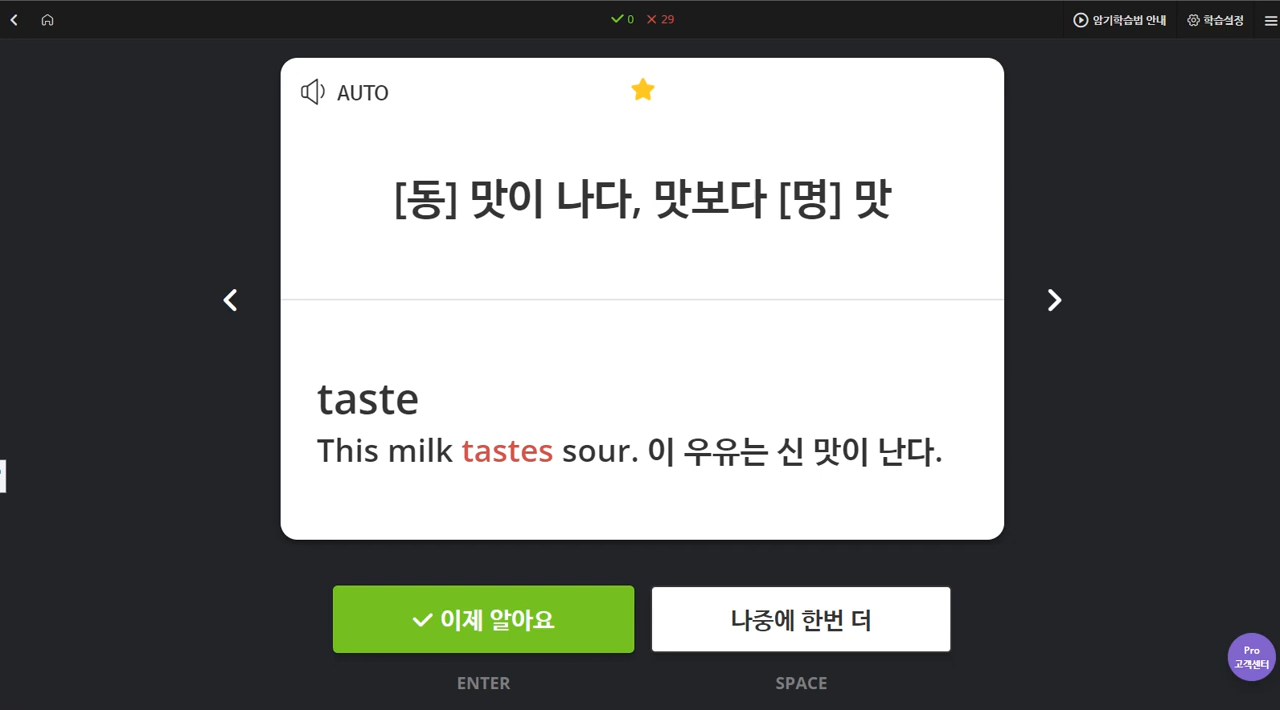 0 29 암기학습법 안내 학습설정
AUTO
[동] 맛이 나다, 맛보다 [명] 맛
taste
This milk tastes sour. 이 우유는 신 맛이 난다.
이제 알아요 나중에 한번 더
ENTER SPACE
Pro
고객센터